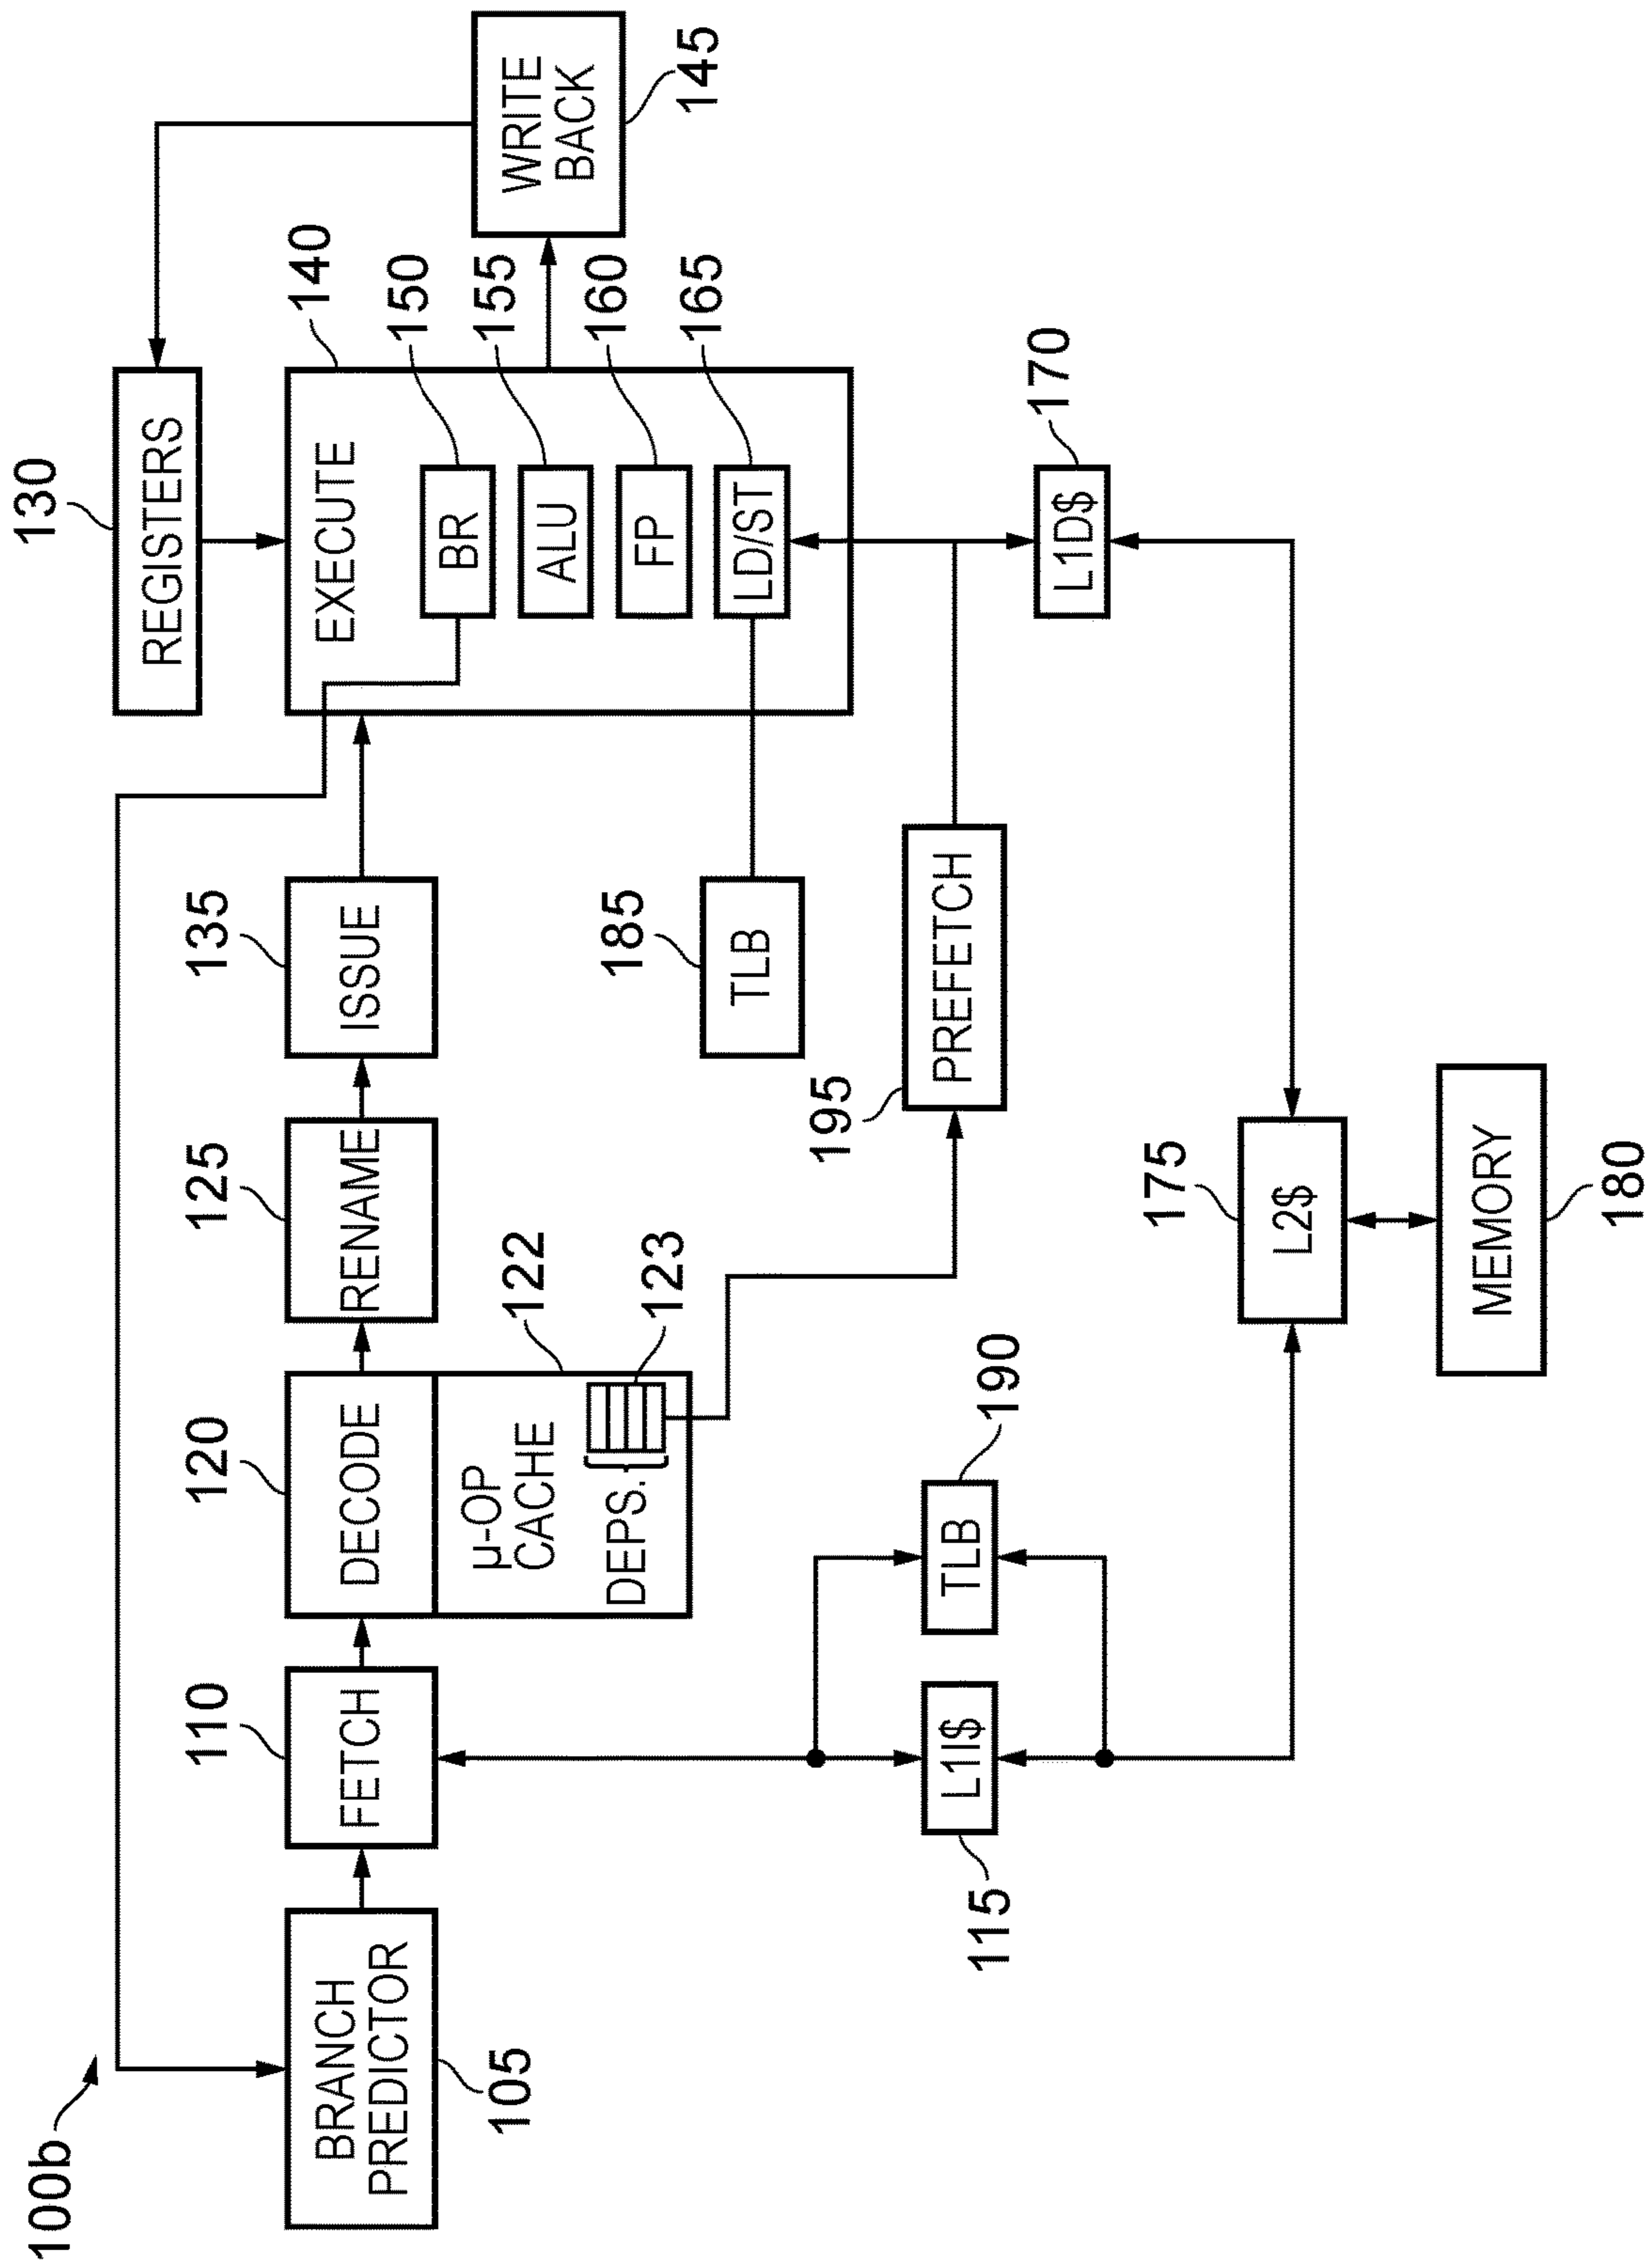 100b
130
REGISTERS
BRANCH
PREDICTOR
105
110
FETCH
120
DECODE
125
RENAME
135
ISSUE
140
EXECUTE
BR
150
ALU
155
FP
160
LD/ST
165
WRITE
BACK
145
µ-OP
CACHE
122
DEPS.
123
185
TLB
195
PREFETCH
115
L1I$
TLB
190
L1D$
170
175
L2$
MEMORY
180